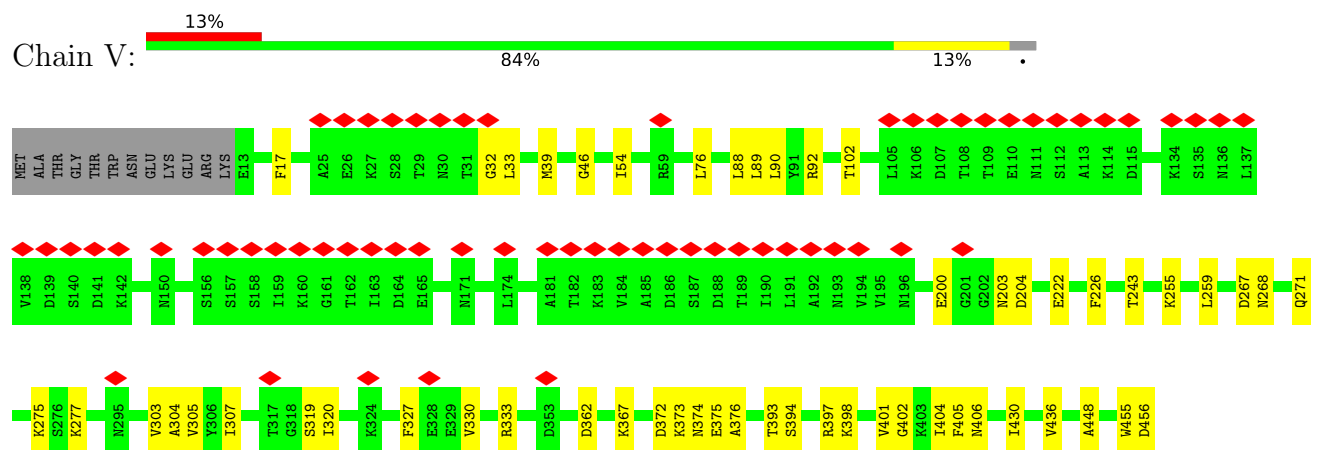 13%
Chain V:
84% 13% •
MET ALA THR GLY THR TRP ASN GLU LYS GLU ARG LYS E13 F17 A25 E26 K27 S28 T29 N30 T31 G32 L33 M39 G46 I54 R59 L76 L88 L89 L90 Y91 R92 T102 L105 K106 D107 T108 T109 E110 N111 S112 A113 K114 D115 K134 S135 N136 L137
V138 D139 S140 D141 K142 N150 S156 S157 S158 I159 K160 G161 T162 I163 D164 E165 N171 L174 A181 T182 K183 V184 A185 D186 S187 D188 T189 I190 L191 A192 N193 V194 V195 N196 E200 G201 G202 N203 D204 E222 F226 T243 K255 L259 D267 N268 Q271
K275 S276 K277 N295 V303 A304 V305 Y306 I307 T317 G318 S319 I320 K324 F327 E328 E329 V330 R333 D353 D362 K367 D372 K373 N374 E375 A376 T393 S394 R397 K398 V401 G402 K403 I404 F405 N406 I430 V436 A448 W455 D456